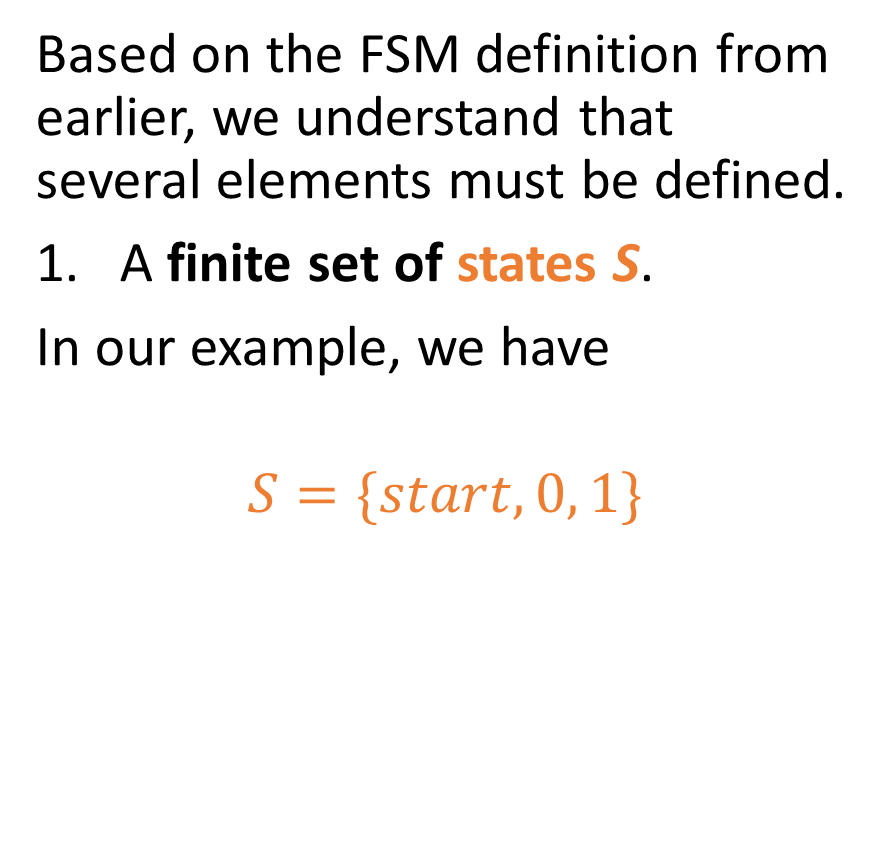 Based on the FSM definition from
earlier, we understand that
several elements must be defined.
1. A finite set of states S.
In our example, we have
S = {start, 0, 1}